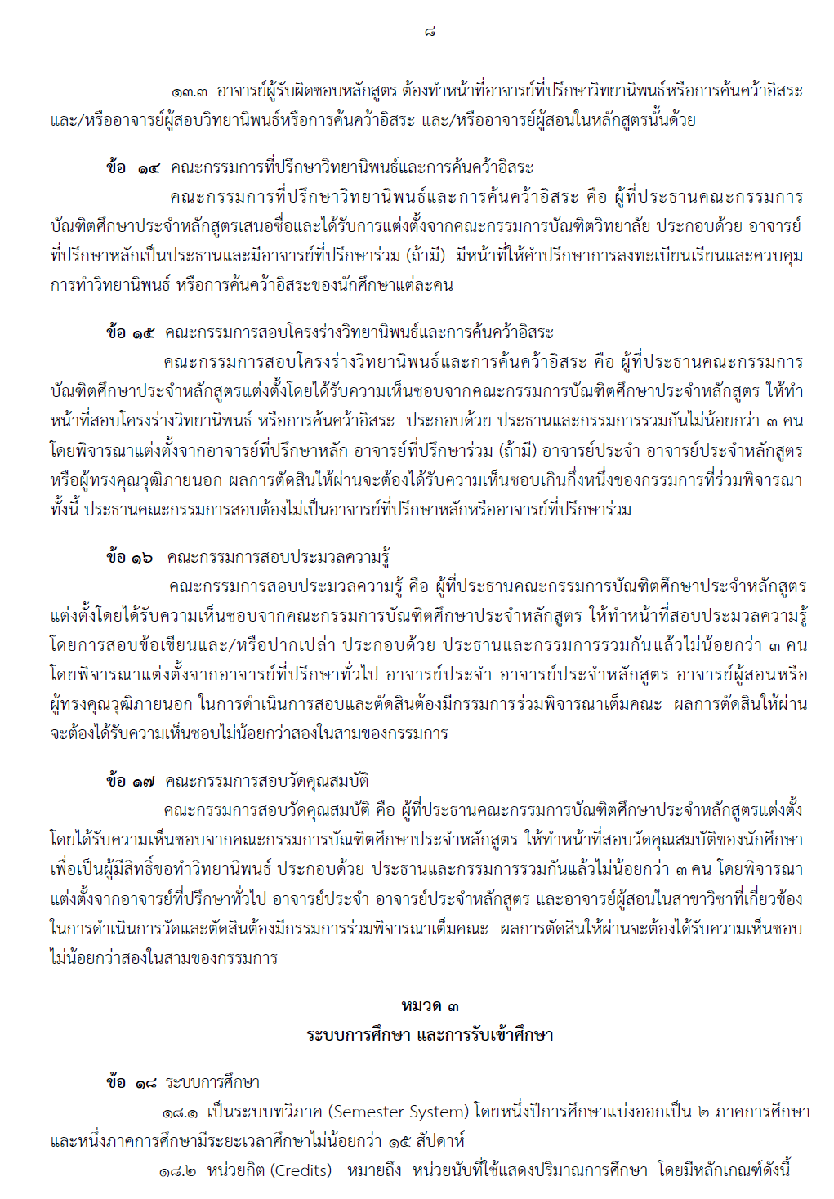 ๘
๑๓.๓ อาจารย์ผู้รับผิดชอบหลักสูตร ต้องทำหน้าที่อาจารย์ที่ปรึกษาวิทยานิพนธ์หรือการค้นคว้าอิสระ
และ/หรืออาจารย์ผู้สอบวิทยานิพนธ์หรือการค้นคว้าอิสระ และ/หรืออาจารย์ผู้สอนในหลักสูตรนั้นด้วย
ข้อ ๑๔ คณะกรรมการที่ปรึกษาวิทยานิพนธ์และการค้นคว้าอิสระ
คณะกรรมการที่ปรึกษาวิทยานิพนธ์และการค้นคว้าอิสระ คือ ผู้ที่ประธานคณะกรรมการ
บัณฑิตศึกษาประจำหลักสูตรเสนอชื่อและได้รับการแต่งตั้งจากคณะกรรมการบัณฑิตวิทยาลัย ประกอบด้วย อาจารย์
ที่ปรึกษาหลักเป็นประธานและมีอาจารย์ที่ปรึกษาร่วม (ถ้ามี) มีหน้าที่ให้คำปรึกษาการลงทะเบียนเรียนและควบคุม
การทำวิทยานิพนธ์ หรือการค้นคว้าอิสระของนักศึกษาแต่ละคน
ข้อ ๑๕ คณะกรรมการสอบโครงร่างวิทยานิพนธ์และการค้นคว้าอิสระ
คณะกรรมการสอบโครงร่างวิทยานิพนธ์และการค้นคว้าอิสระ คือ ผู้ที่ประธานคณะกรรมการ
บัณฑิตศึกษาประจำหลักสูตรแต่งตั้งโดยได้รับความเห็นชอบจากคณะกรรมการบัณฑิตศึกษาประจำหลักสูตร ให้ทำ
หน้าที่สอบโครงร่างวิทยานิพนธ์ หรือการค้นคว้าอิสระ ประกอบด้วย ประธานและกรรมการรวมกันไม่น้อยกว่า ๓ คน
โดยพิจารณาแต่งตั้งจากอาจารย์ที่ปรึกษาหลัก อาจารย์ที่ปรึกษาร่วม (ถ้ามี) อาจารย์ประจำ อาจารย์ประจำหลักสูตร
หรือผู้ทรงคุณวุฒิภายนอก ผลการตัดสินให้ผ่านจะต้องได้รับความเห็นชอบเกินกึ่งหนึ่งของกรรมการที่ร่วมพิจารณา
ทั้งนี้ ประธานคณะกรรมการสอบต้องไม่เป็นอาจารย์ที่ปรึกษาหลักหรืออาจารย์ที่ปรึกษาร่วม
ข้อ ๑๖ คณะกรรมการสอบประมวลความรู้
คณะกรรมการสอบประมวลความรู้ คือ ผู้ที่ประธานคณะกรรมการบัณฑิตศึกษาประจำหลักสูตร
แต่งตั้งโดยได้รับความเห็นชอบจากคณะกรรมการบัณฑิตศึกษาประจำหลักสูตร ให้ทำหน้าที่สอบประมวลความรู้
โดยการสอบข้อเขียนและ/หรือปากเปล่า ประกอบด้วย ประธานและกรรมการรวมกันแล้วไม่น้อยกว่า ๓ คน
โดยพิจารณาแต่งตั้งจากอาจารย์ที่ปรึกษาทั่วไป อาจารย์ประจำ อาจารย์ประจำหลักสูตร อาจารย์ผู้สอนหรือ
ผู้ทรงคุณวุฒิภายนอก ในการดำเนินการสอบและตัดสินต้องมีกรรมการร่วมพิจารณาเต็มคณะ ผลการตัดสินให้ผ่าน
จะต้องได้รับความเห็นชอบไม่น้อยกว่าสองในสามของกรรมการ
ข้อ ๑๗ คณะกรรมการสอบวัดคุณสมบัติ
คณะกรรมการสอบวัดคุณสมบัติ คือ ผู้ที่ประธานคณะกรรมการบัณฑิตศึกษาประจำหลักสูตรแต่งตั้ง
โดยได้รับความเห็นชอบจากคณะกรรมการบัณฑิตศึกษาประจำหลักสูตร ให้ทำหน้าที่สอบวัดคุณสมบัติของนักศึกษา
เพื่อเป็นผู้มีสิทธิ์ขอทำวิทยานิพนธ์ ประกอบด้วย ประธานและกรรมการรวมกันแล้วไม่น้อยกว่า ๓ คน โดยพิจารณา
แต่งตั้งจากอาจารย์ที่ปรึกษาทั่วไป อาจารย์ประจำ อาจารย์ประจำหลักสูตร และอาจารย์ผู้สอนในสาขาวิชาที่เกี่ยวข้อง
ในการดำเนินการวัดและตัดสินต้องมีกรรมการร่วมพิจารณาเต็มคณะ ผลการตัดสินให้ผ่านจะต้องได้รับความเห็นชอบ
ไม่น้อยกว่าสองในสามของกรรมการ
หมวด ๓
ระบบการศึกษา และการรับเข้าศึกษา
ข้อ ๑๘ ระบบการศึกษา
๑๘.๑ เป็นระบบทวิภาค (Semester System) โดยหนึ่งปีการศึกษาแบ่งออกเป็น ๒ ภาคการศึกษา
และหนึ่งภาคการศึกษามีระยะเวลาศึกษาไม่น้อยกว่า ๑๕ สัปดาห์
๑๘.๒ หน่วยกิต (Credits) หมายถึง หน่วยนับที่ใช้แสดงปริมาณการศึกษา โดยมีหลักเกณฑ์ดังนี้